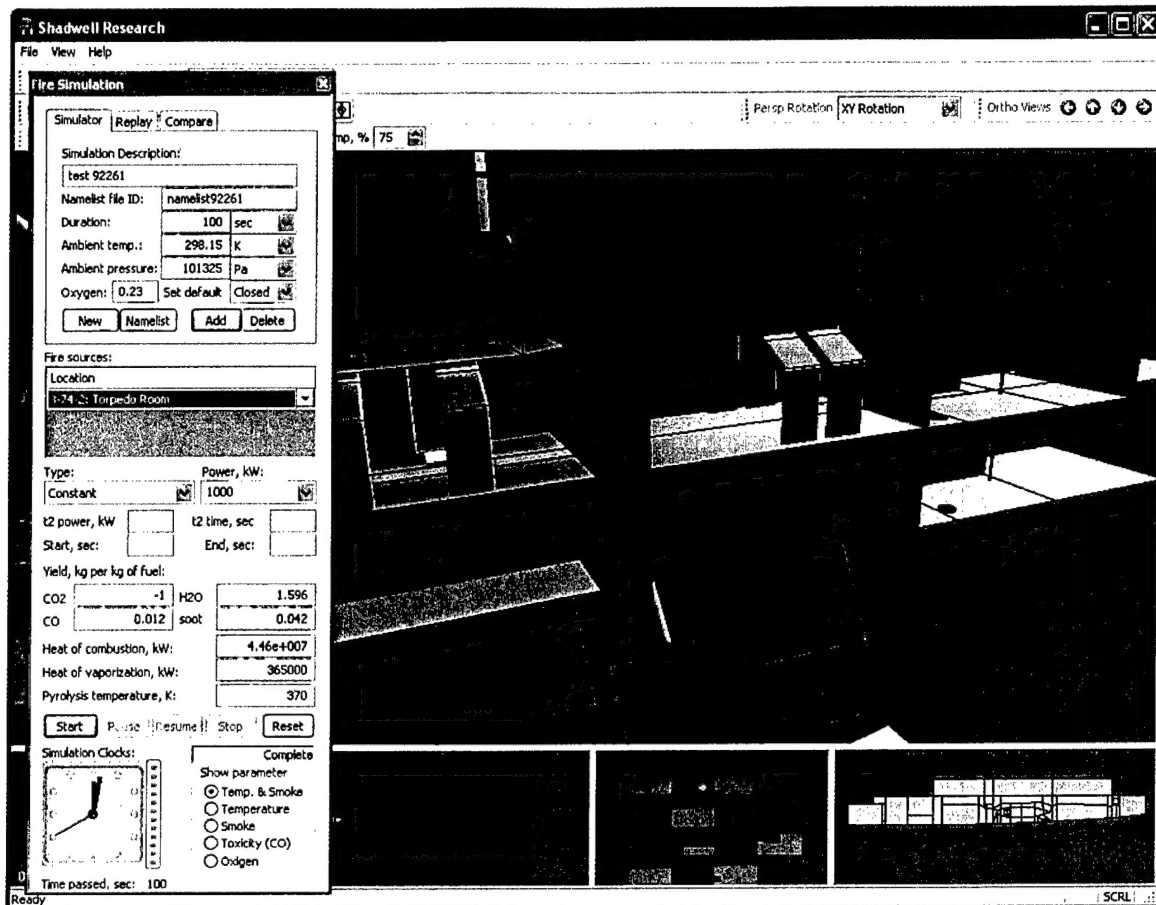 Shadwell Research
File View Help
Fire Simulation
Persp Rotation XY Rotation Ortho Views
Simulator Replay Compare
mp, % 75
Simulation Description:
test 92261
Namelist file ID: namelist92261
Duration: 100 sec
Ambient temp.: 298.15 K
Ambient pressure: 101325 Pa
Oxygen: 0.23 Set default Closed
New Namelist Add Delete
Fire sources:
Location
3-74-2: Torpedo Room
Type: Power, kW:
Constant 1000
t2 power, kW t2 time, sec
Start, sec: End, sec:
Yield, kg per kg of fuel:
CO2 -1 H2O 1.596
CO 0.012 soot 0.042
Heat of combustion, kW: 4.46e+007
Heat of vaporization, kW: 365000
Pyrolysis temperature, K: 370
Start Pause Resume Stop Reset
Simulation Clocks: Complete
Show parameter
Temp. & Smoke
Temperature
Smoke
Toxicity (CO)
Oxigen
Time passed, sec: 100
Ready SCRL